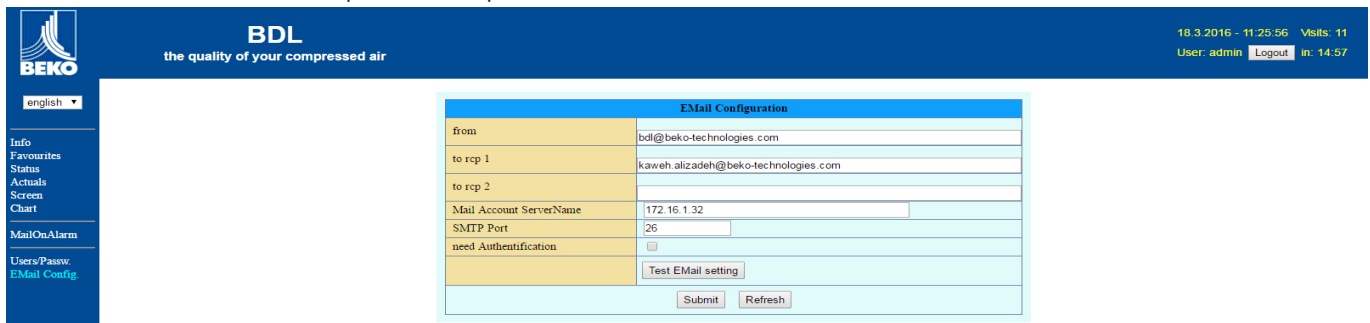 BEKO
BDL
the quality of your compressed air
18.3.2016 - 11:25:56 Visits: 11
User: admin Logout in: 14:57
english
Info
Favourites
Status
Actuals
Screen
Chart
MailOnAlarm
Users/Passw.
EMail Config.
EMail Configuration
from bdl@beko-technologies.com
to rcp 1 kaweh.alizadeh@beko-technologies.com
to rcp 2
Mail Account ServerName 172.16.1.32
SMTP Port 26
need Authentification
Test EMail setting
Submit Refresh